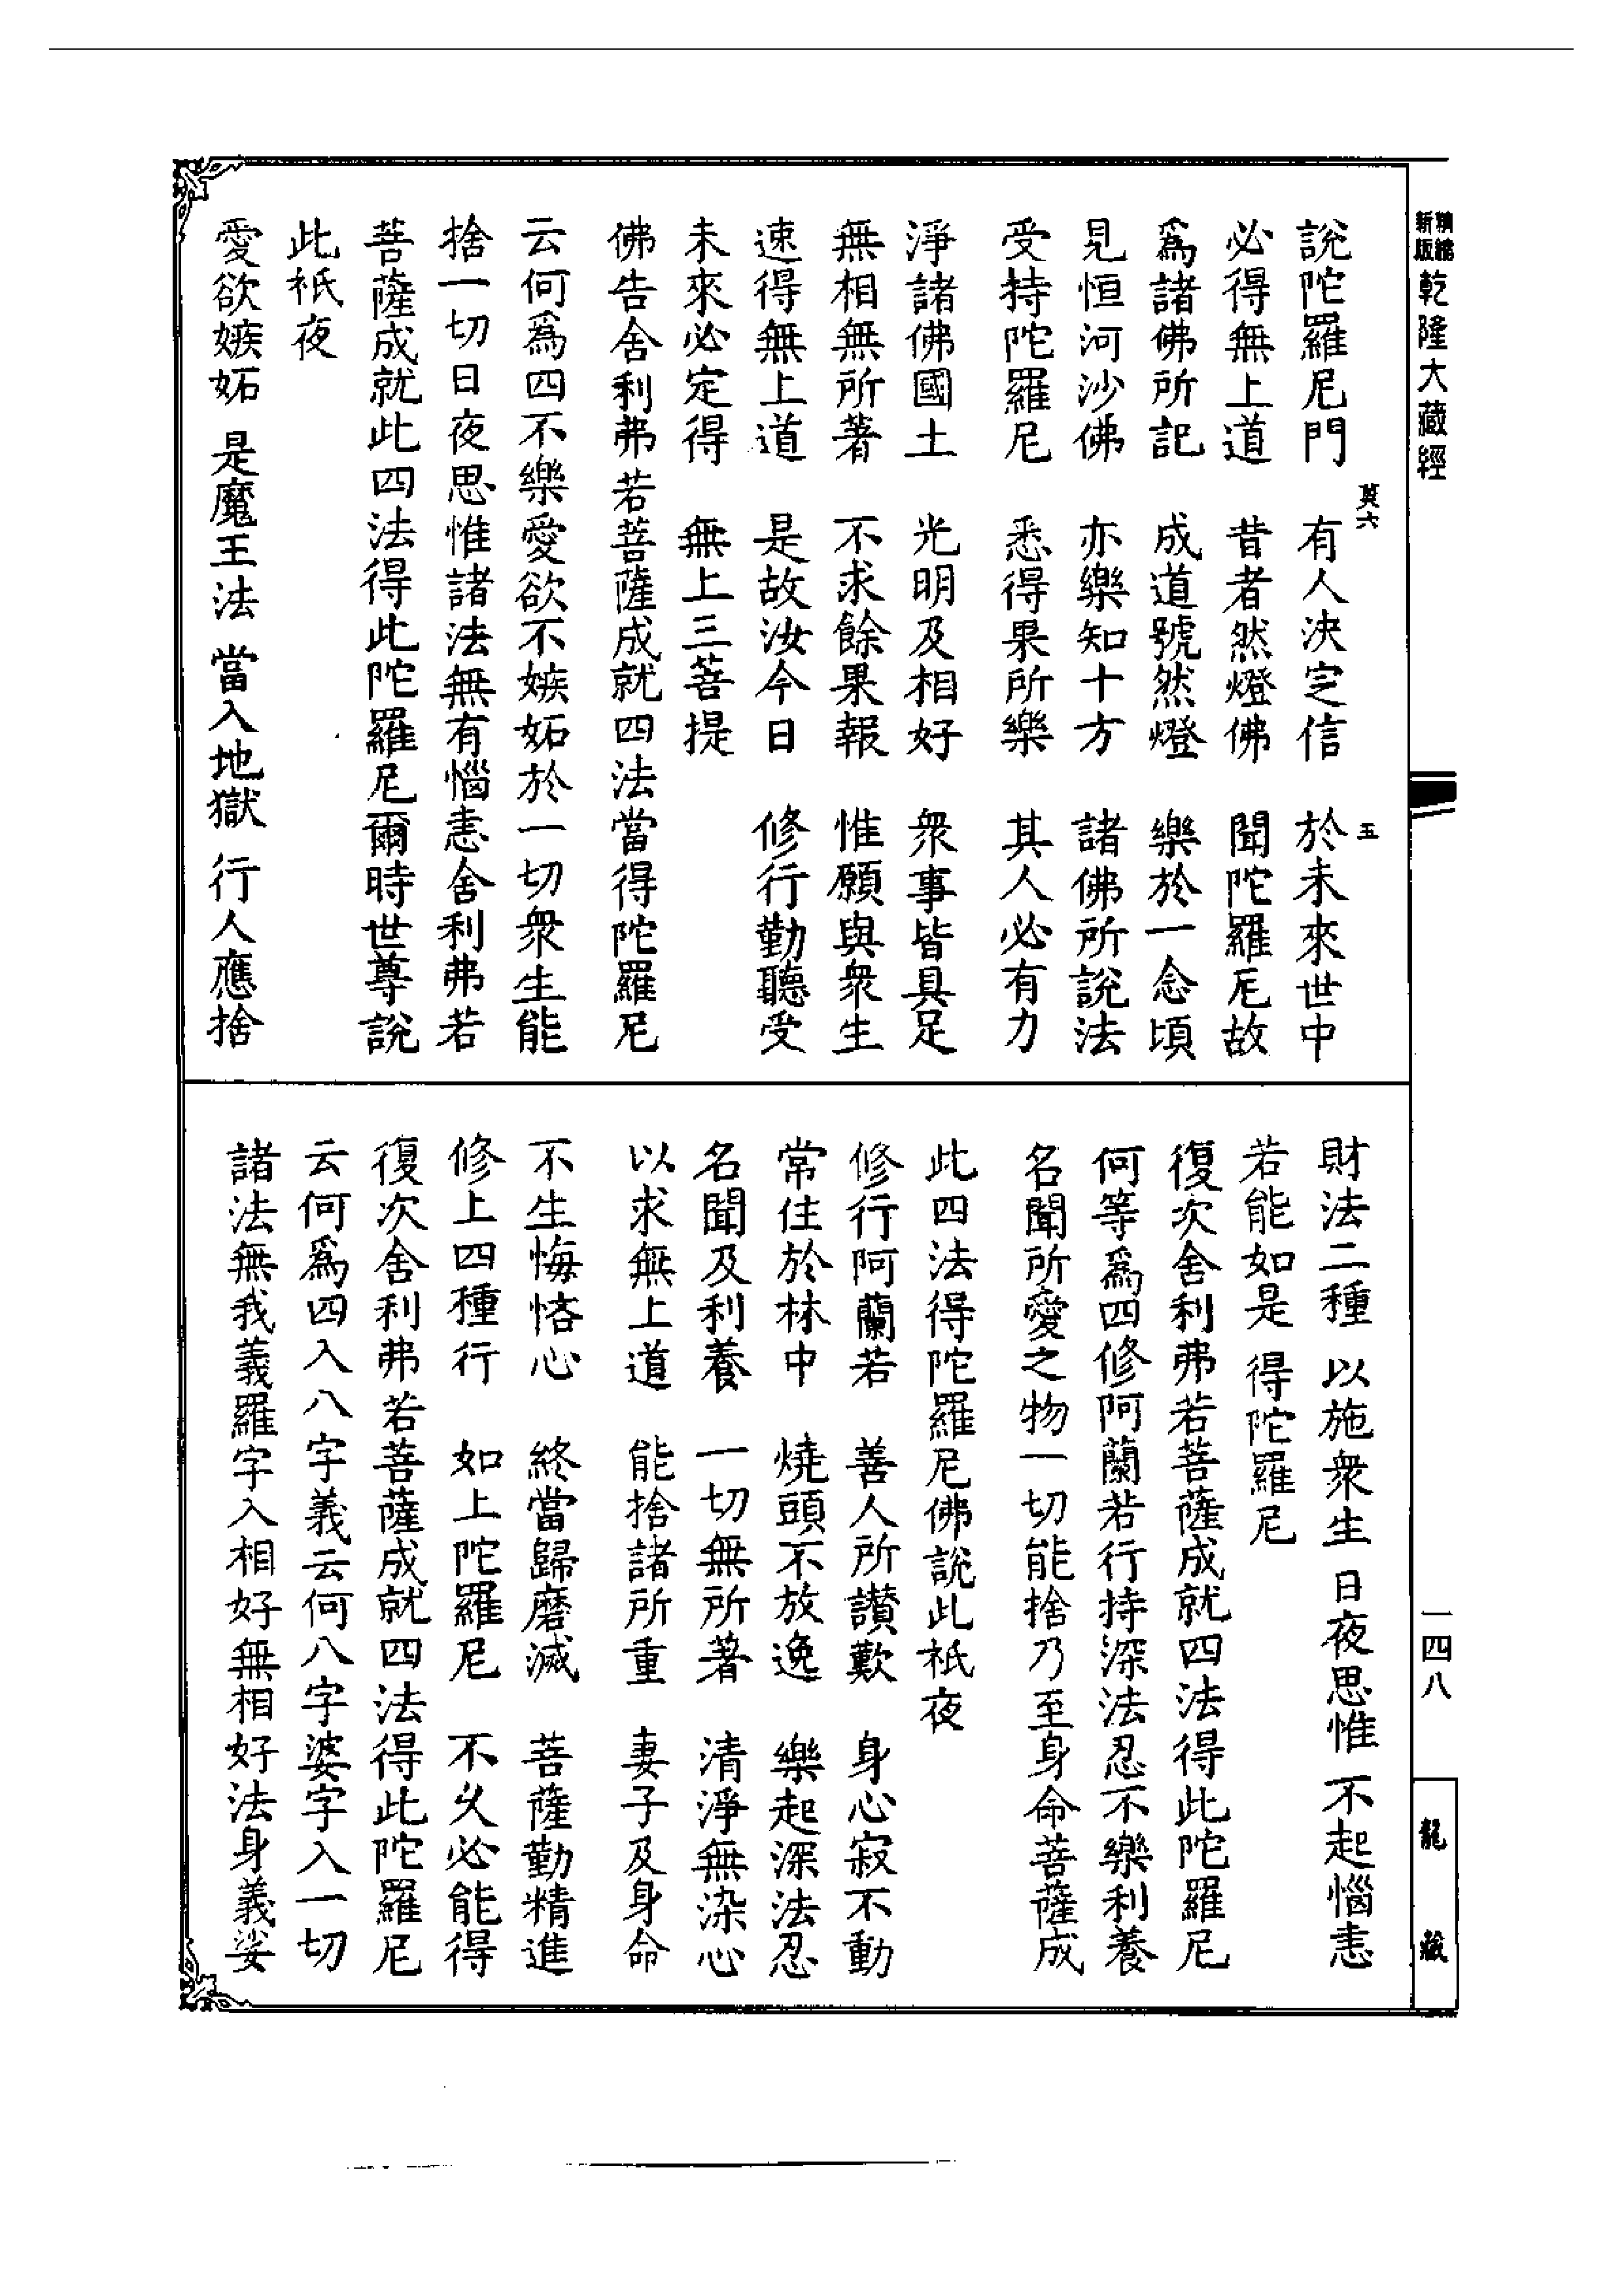 精縮
新版
乾隆大藏經
莫六
五
說陀羅尼門　有人決定信　於未來世中
必得無上道　昔者然燈佛　聞陀羅尼故
爲諸佛所記　成道號然燈　樂於一念頃
見恒河沙佛　亦樂知十方　諸佛所說法
受持陀羅尼　悉得果所樂　其人必有力
淨諸佛國土　光明及相好　衆事皆具足
無相無所著　不求餘果報　惟願與衆生
速得無上道　是故汝今日　修行勤聽受
未來必定得　無上三菩提
佛告舍利弗若菩薩成就四法當得陀羅尼
云何爲四不樂愛欲不嫉妬於一切衆生能
捨一切日夜思惟諸法無有惱恚舍利弗若
菩薩成就此四法得此陀羅尼爾時世尊說
此祇夜
愛欲嫉妬　是魔王法　當入地獄　行人應捨
財法二種　以施衆生　日夜思惟　不起惱恚
若能如是　得陀羅尼
復次舍利弗若菩薩成就四法得此陀羅尼
何等爲四修阿蘭若行持深法忍不樂利養
名聞所愛之物一切能捨乃至身命菩薩成
此四法得陀羅尼佛說此祇夜
修行阿蘭若　善人所讚歎　身心寂不動
常住於林中　燒頭不放逸　樂起深法忍
名聞及利養　一切無所著　清淨無染心
以求無上道　能捨諸所重　妻子及身命
不生悔悋心　終當歸磨滅　菩薩勤精進
修上四種行　如上陀羅尼　不久必能得
復次舍利弗若菩薩成就四法得此陀羅尼
云何爲四入八字義云何八字婆字入一切
諸法無我義羅字入相好無相好法身義娑
一四八
龍藏